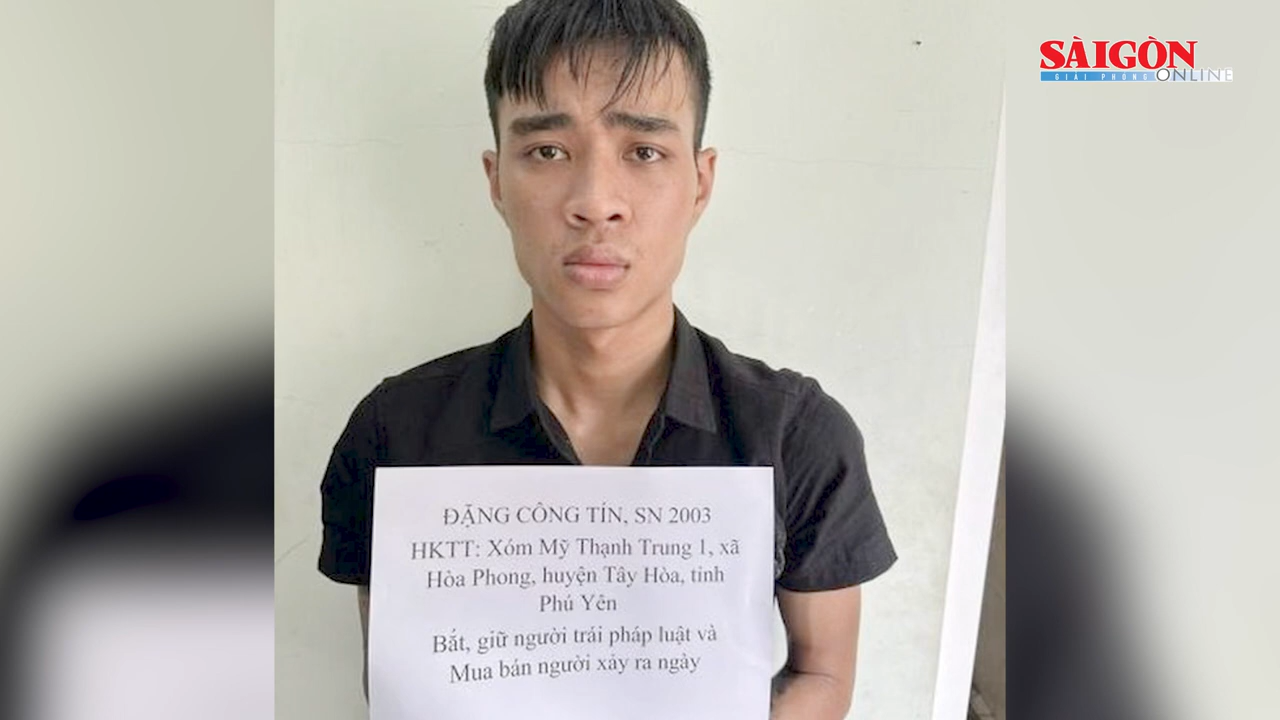 SÀIGÒN
GIẢI PHÓNG ONLINE
ĐẶNG CÔNG TÍN, SN 2003
HKTT: Xóm Mỹ Thạnh Trung 1, xã
Hòa Phong, huyện Tây Hòa, tỉnh
Phú Yên
Bắt, giữ người trái pháp luật và
Mua bán người xảy ra ngày